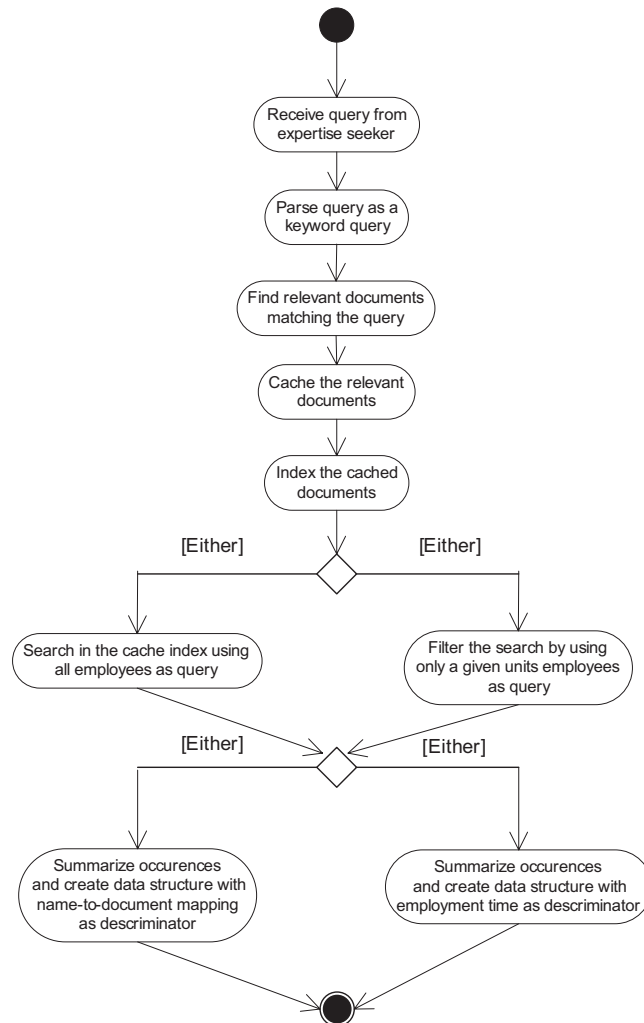 Receive query from
expertise seeker
Parse query as a
keyword query
Find relevant documents
matching the query
Cache the relevant
documents
Index the cached
documents
[Either]
[Either]
Search in the cache index using
all employees as query
Filter the search by using
only a given units employees
as query
[Either]
[Either]
Summarize occurences
and create data structure with
name-to-document mapping
as descriminator
Summarize occurences
and create data structure with
employment time as descriminator